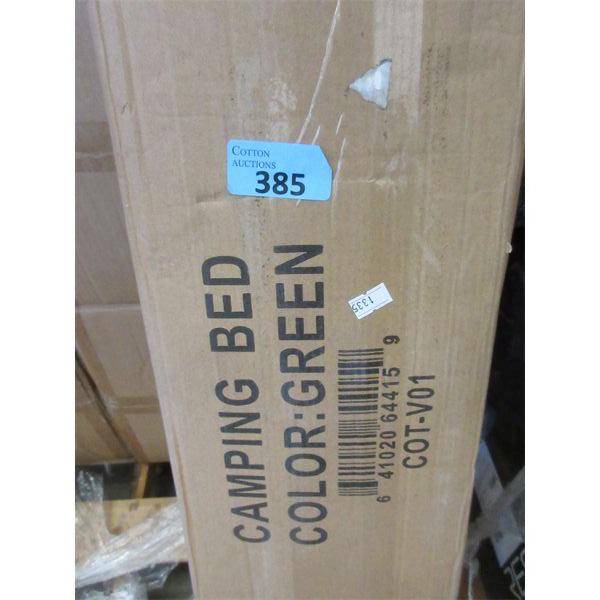 COTTON
AUCTIONS
385
CAMPING BED
COLOR:GREEN
1335
6 41020 64415 9
COT-V01